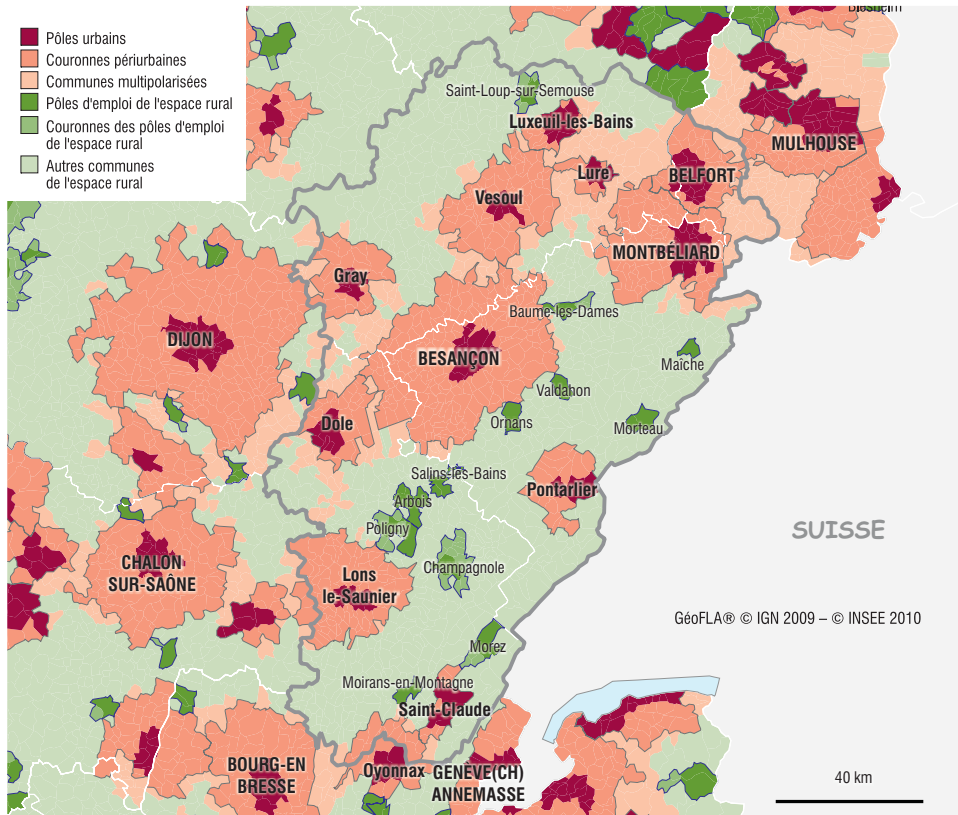 Pôles urbains
Couronnes périurbaines
Communes multipolarisées
Pôles d'emploi de l'espace rural
Couronnes des pôles d'emploi
de l'espace rural
Autres communes
de l'espace rural
Saint-Loup-sur-Semouse
Luxeuil-les-Bains
MULHOUSE
Lure
BELFORT
Vesoul
MONTBÉLIARD
Gray
Baume-les-Dames
DIJON
BESANÇON
Maîche
Valdahon
Ornans
Morteau
Dole
Salins-les-Bains
Pontarlier
Arbois
Poligny
SUISSE
Champagnole
CHALON
SUR-SAÔNE
Lons
le-Saunier
GéoFLA® © IGN 2009 – © INSEE 2010
Morez
Moirans-en-Montagne
Saint-Claude
BOURG-EN
BRESSE
Oyonnax
GENÈVE(CH)
ANNEMASSE
40 km